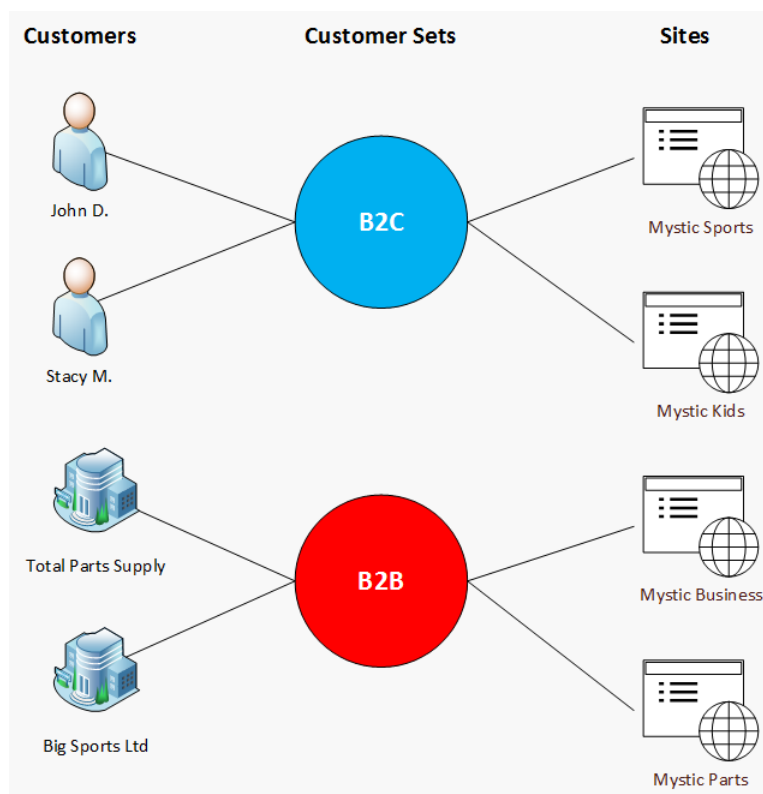 Customers
Customer Sets
Sites
John D.
B2C
Mystic Sports
Stacy M.
Mystic Kids
Total Parts Supply
B2B
Mystic Business
Big Sports Ltd
Mystic Parts